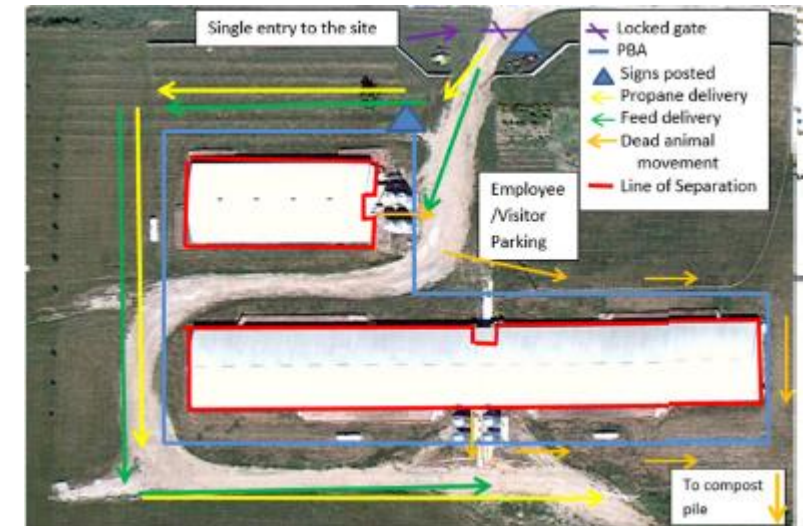 Single entry to the site
Locked gate
PBA
Signs posted
Propane delivery
Feed delivery
Dead animal
movement
Line of Separation
Employee
/Visitor
Parking
To compost
pile